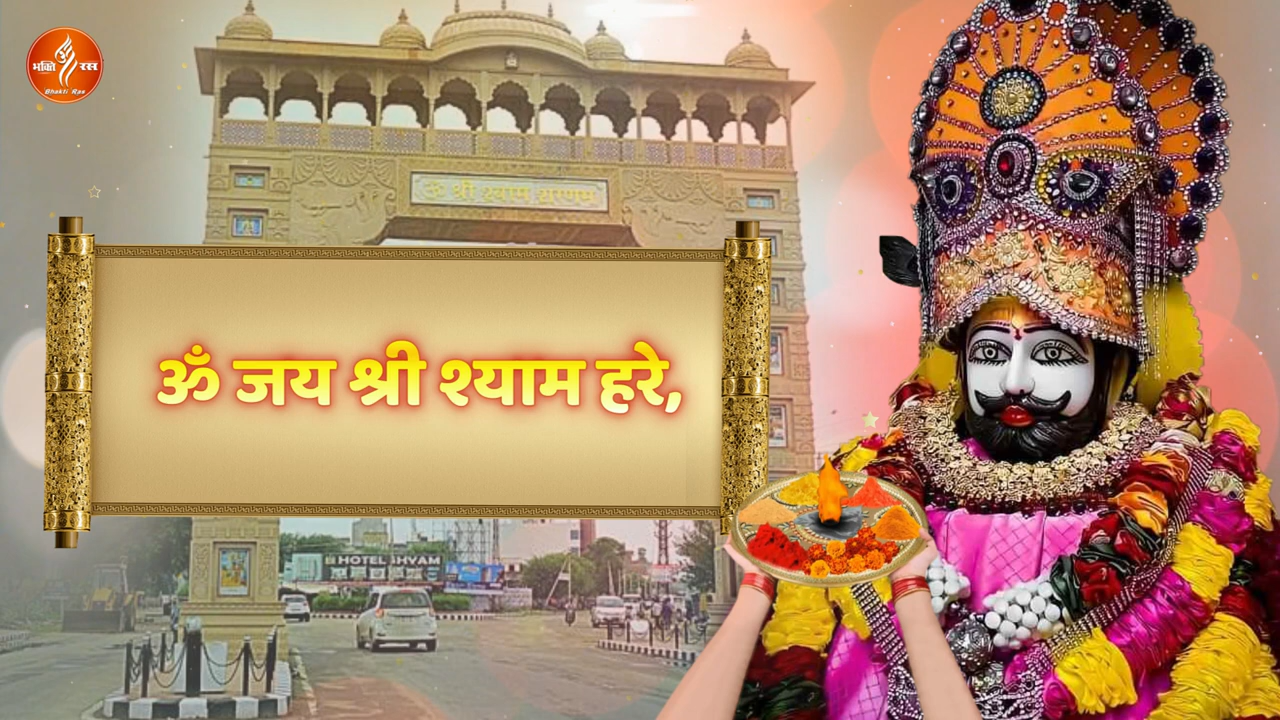 भक्ति रस
Bhakti Ras
ॐ श्री श्याम शरणम्
ॐ जय श्री श्याम हरे,
HOTEL SHYAM